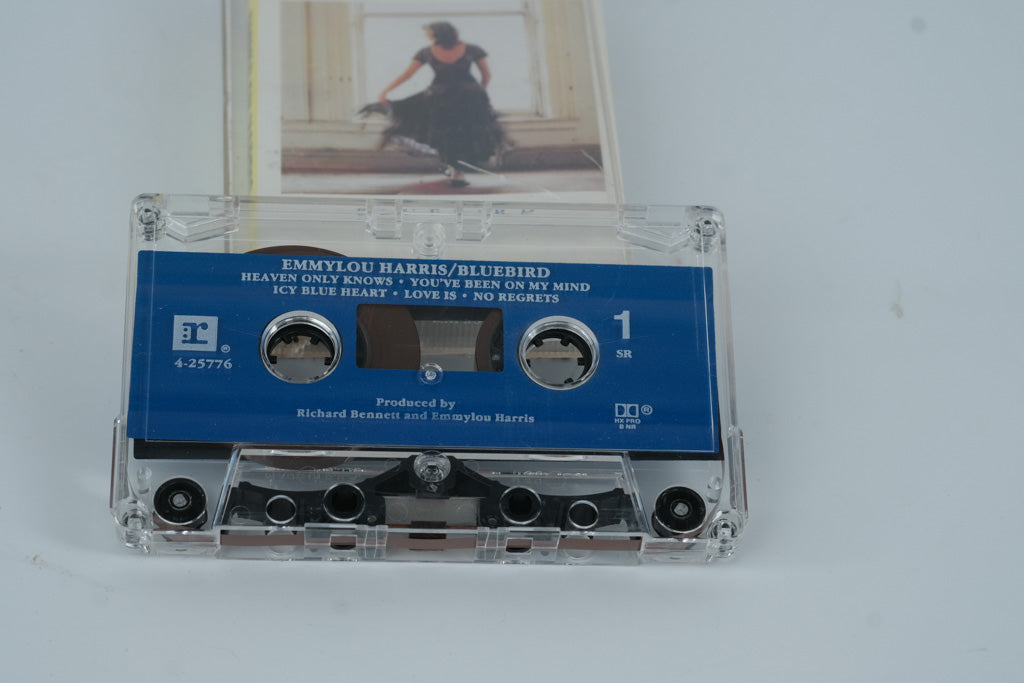 EMMYLOU HARRIS/BLUEBIRD
HEAVEN ONLY KNOWS • YOU'VE BEEN ON MY MIND
ICY BLUE HEART • LOVE IS • NO REGRETS
r ®
4-25776
1
SR
Produced by
Richard Bennett and Emmylou Harris
®
HX PRO
B NR